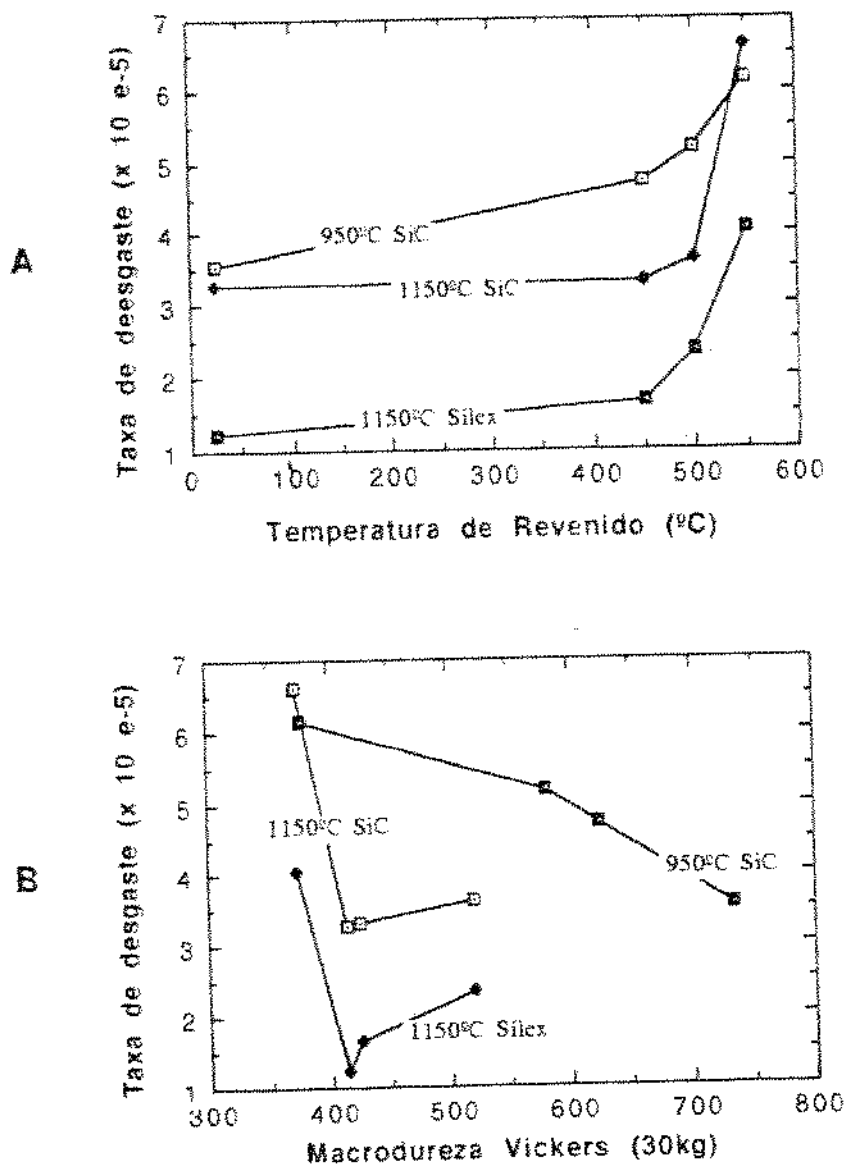 A
Taxa de deesgaste (x 10 e-5)
7
6
5
4
3
2
1
950ºC SiC
1150ºC SiC
1150ºC Sílex
0 100 200 300 400 500 600
Temperatura de Revenido (ºC)
B
Taxa de desgaste (x 10 e-5)
7
6
5
4
3
2
1
1150ºC SiC
950ºC SiC
1150ºC Sílex
300 400 500 600 700 800
Macrodureza Vickers (30kg)